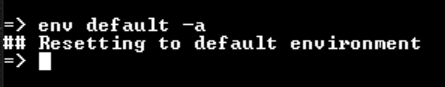 => env default -a
## Resetting to default environment
=>